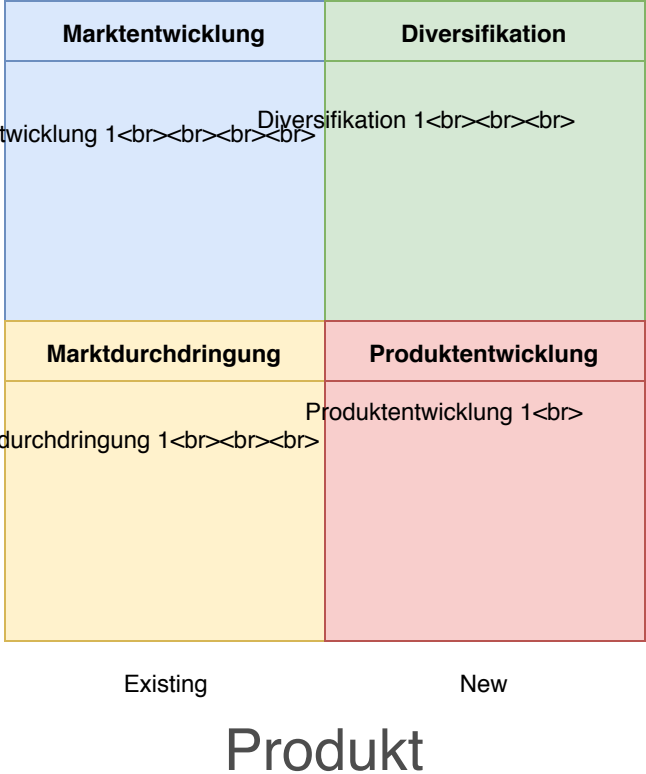 Marktentwicklung
Diversifikation
Diversifikation 1<br><br><br>
twicklung 1<br><br><br><br>
Marktdurchdringung
Produktentwicklung
Produktentwicklung 1<br>
durchdringung 1<br><br><br>
Existing
New
Produkt